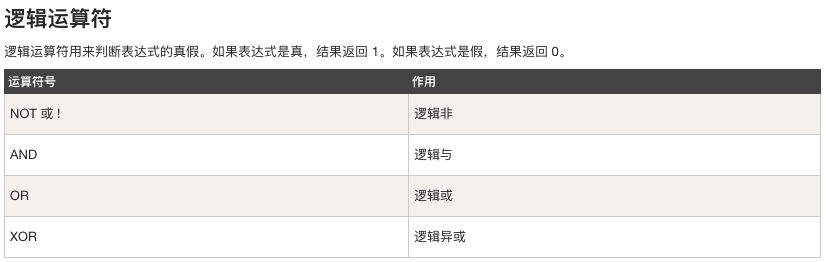 逻辑运算符
逻辑运算符用来判断表达式的真假。如果表达式是真，结果返回 1。如果表达式是假，结果返回 0。
运算符号 作用
NOT 或 ! 逻辑非
AND 逻辑与
OR 逻辑或
XOR 逻辑异或